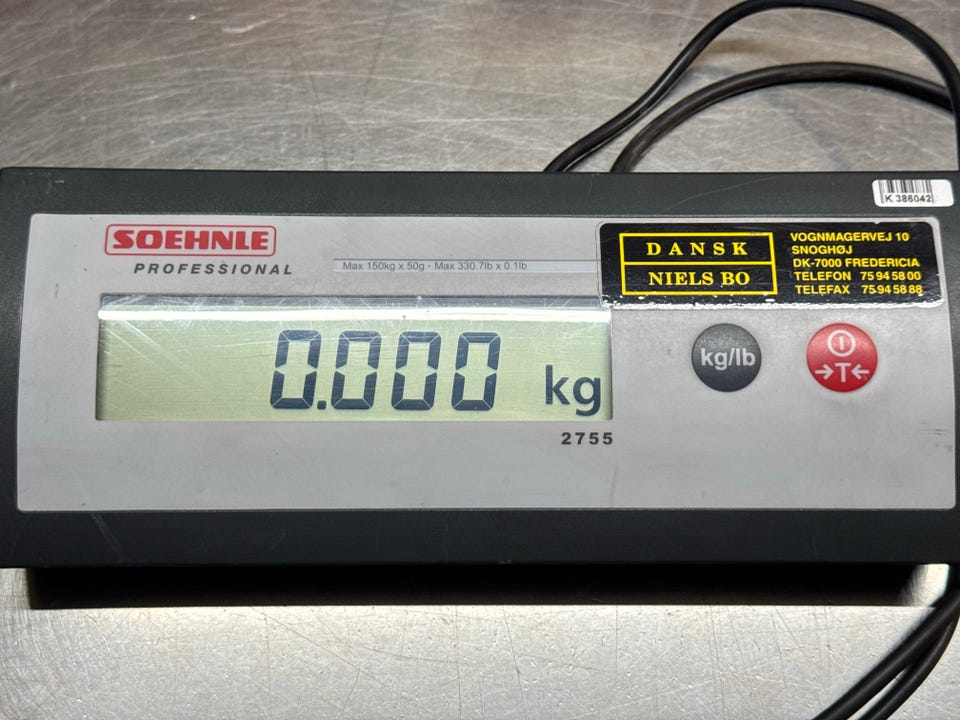 K 386042
SOEHNLE
PROFESSIONAL
Max 150kg x 50g · Max 330.7lb x 0.1lb
DANSK
NIELS BO
VOGNMAGERVEJ 10
SNOGHØJ
DK-7000 FREDERICIA
TELEFON 75 94 58 00
TELEFAX 75 94 58 88
0.000 kg
kg/lb
→T←
2755